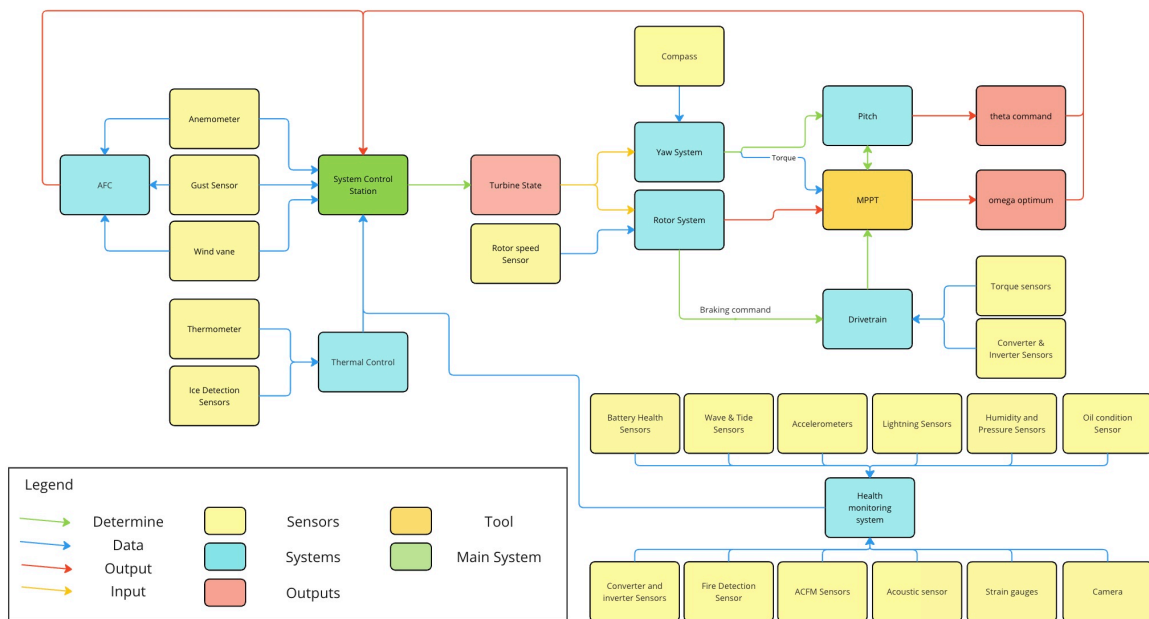 Compass
Anemometer
Pitch
theta command
Yaw System
Torque
AFC
Gust Sensor
System Control
Station
Turbine State
MPPT
omega optimum
Rotor System
Wind vane
Rotor speed
Sensor
Torque sensors
Braking command
Drivetrain
Thermometer
Thermal Control
Converter &
Inverter Sensors
Ice Detection
Sensors
Battery Health
Sensors
Wave & Tide
Sensors
Accelerometers
Lightning Sensors
Humidity and
Pressure Sensors
Oil condition
Sensor
Legend
Determine
Data
Output
Input
Sensors
Systems
Outputs
Tool
Main System
Health
monitoring
system
Converter and
inverter Sensors
Fire Detection
Sensor
ACFM Sensors
Acoustic sensor
Strain gauges
Camera